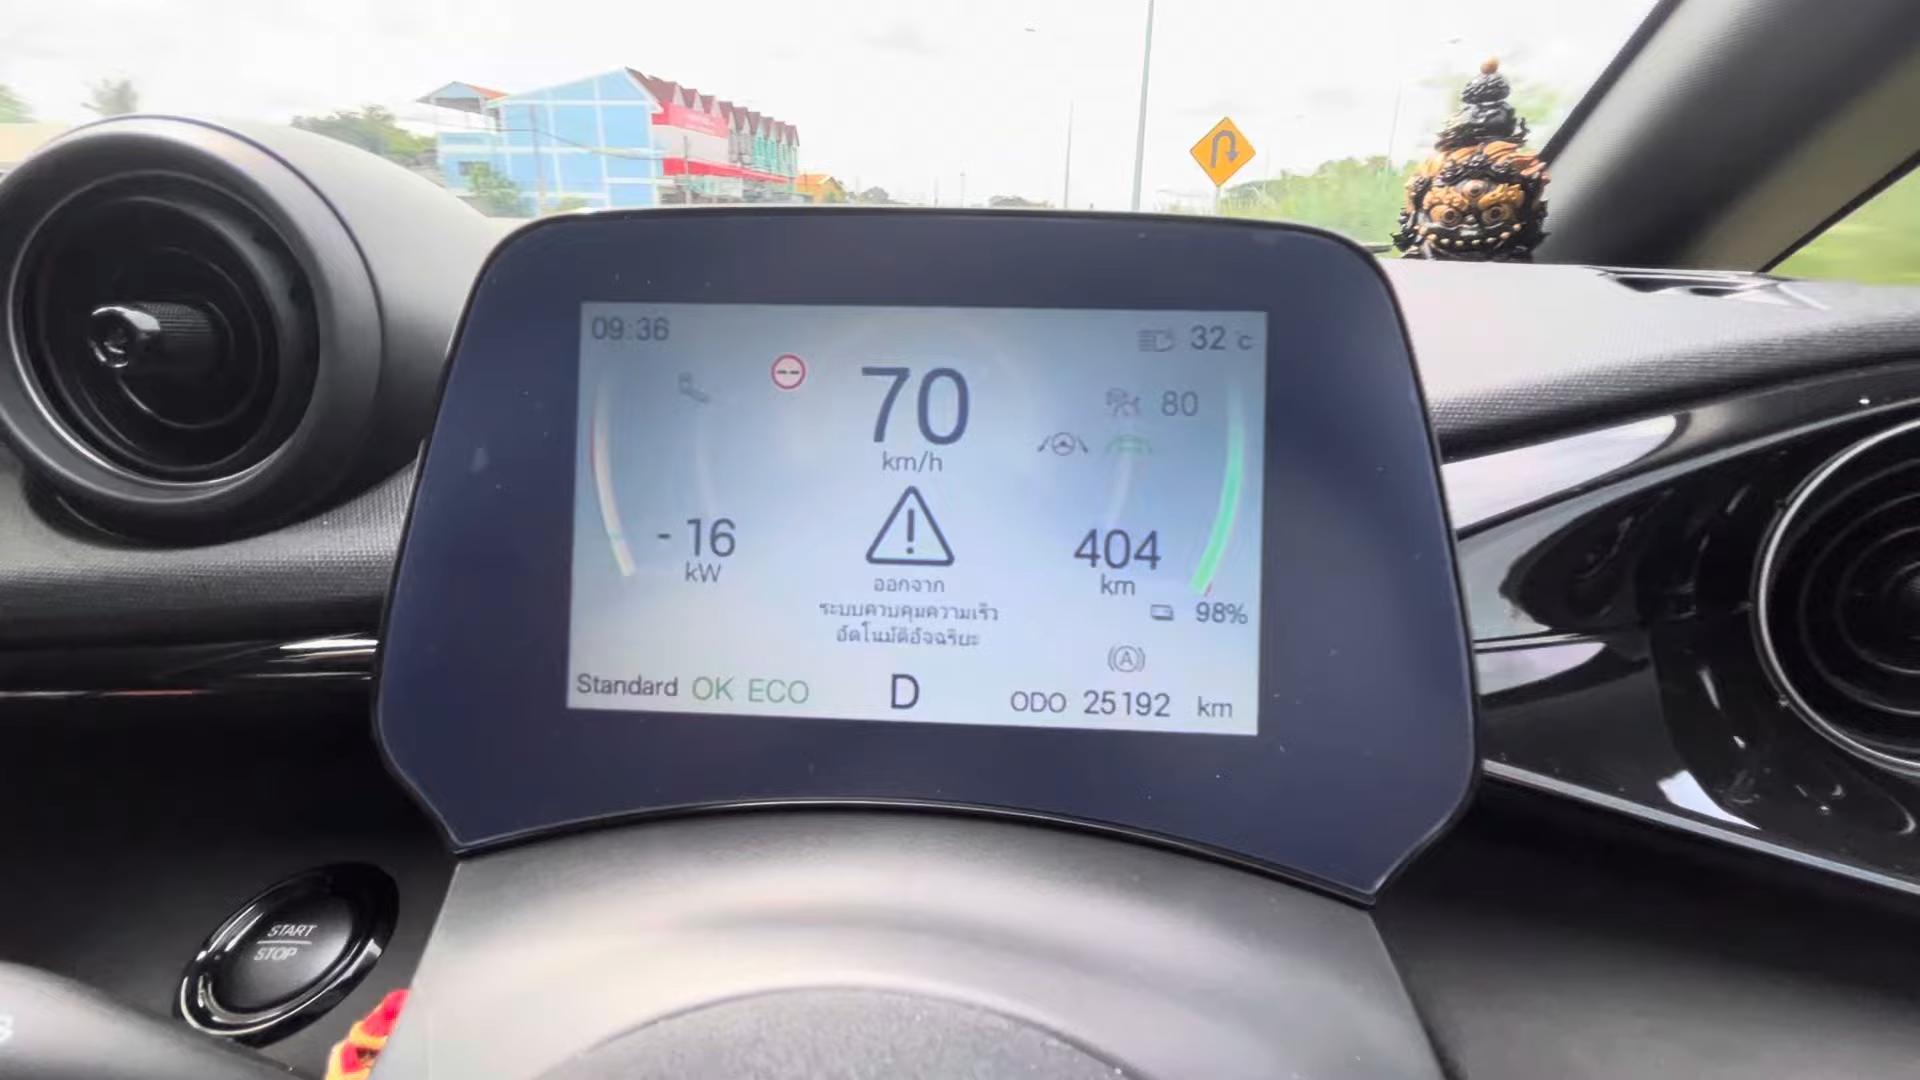 09:36
32 c
70
km/h
80
- 16
kW
404
km
98%
ออกจาก
ระบบควบคุมความเร็ว
อัตโนมัติอัจฉริยะ
A
Standard OK ECO
D
ODO 25192 km
START
STOP